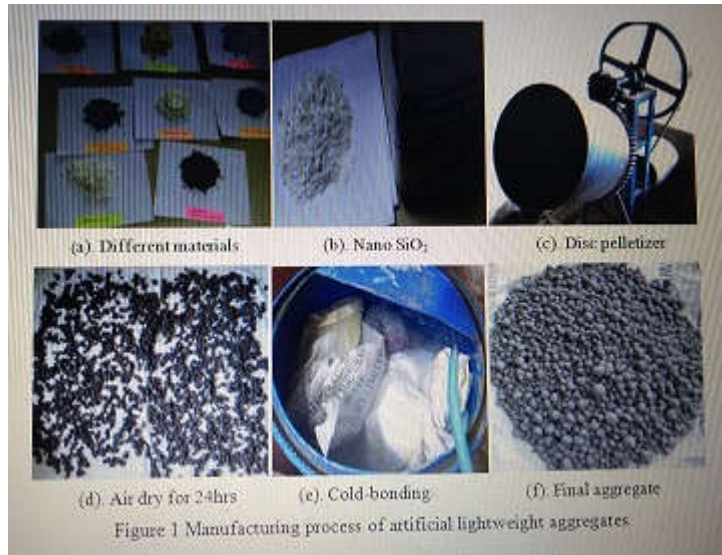 (a). Different materials
(b). Nano SiO₂
(c). Disc pelletizer
(d). Air dry for 24hrs
(e). Cold-bonding
(f). Final aggregate
Figure 1 Manufacturing process of artificial lightweight aggregates.